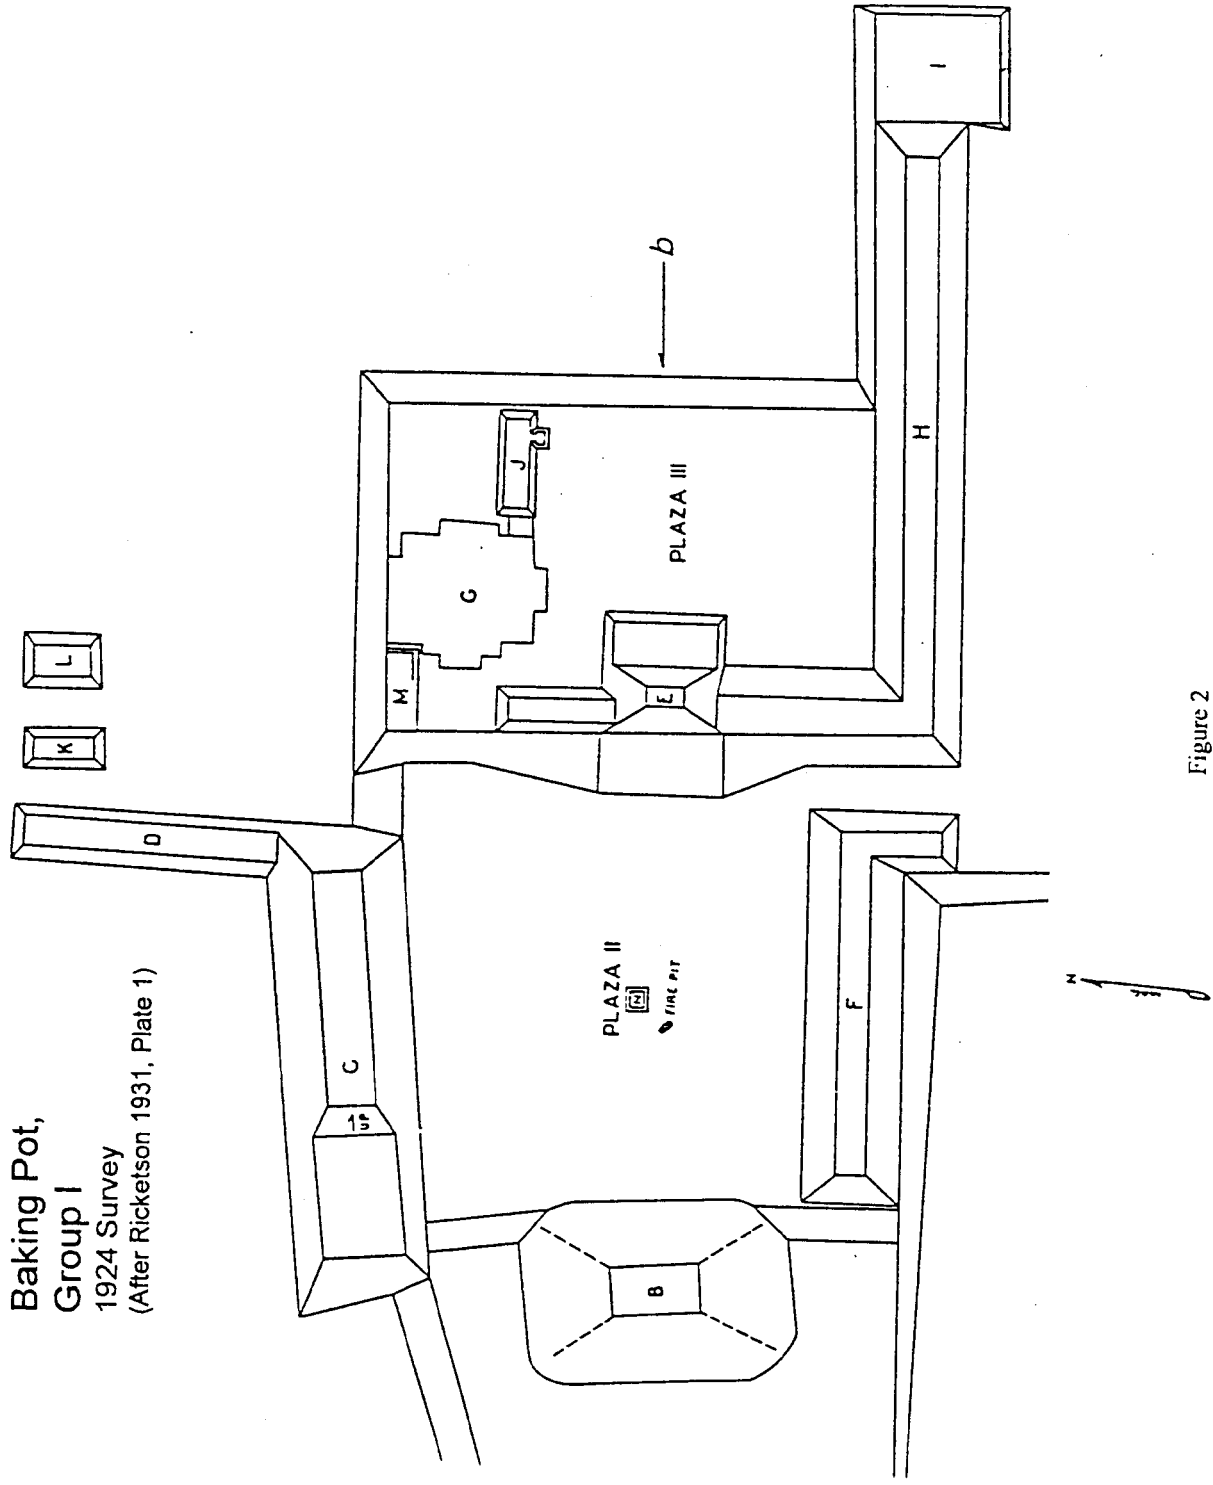 Baking Pot,
Group I
1924 Survey
(After Ricketson 1931, Plate 1)
D
K
L
C
UP
M
G
J
E
b
I
PLAZA II
N
FIRE PIT
PLAZA III
B
F
H
N
Figure 2